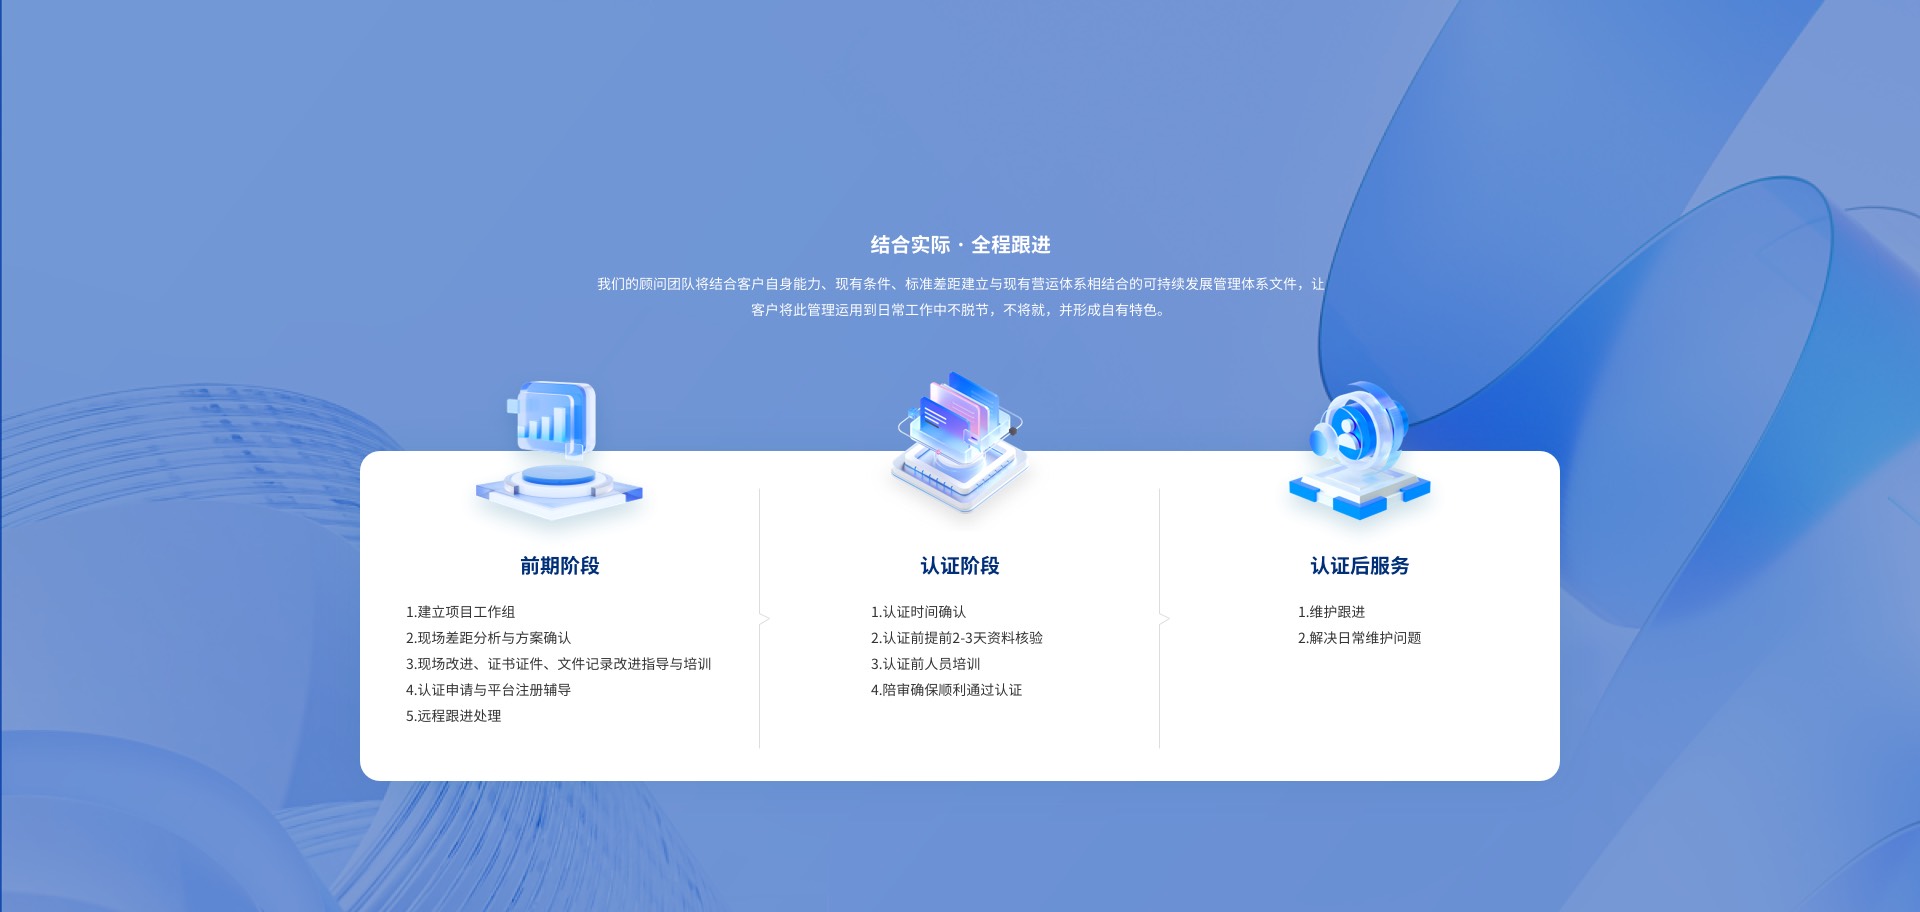 结合实际 · 全程跟进
我们的顾问团队将结合客户自身能力、现有条件、标准差距建立与现有营运体系相结合的可持续发展管理体系文件，让
客户将此管理运用到日常工作中不脱节，不将就，并形成自有特色。
前期阶段
1.建立项目工作组
2.现场差距分析与方案确认
3.现场改进、证书证件、文件记录改进指导与培训
4.认证申请与平台注册辅导
5.远程跟进处理
认证阶段
1.认证时间确认
2.认证前提前2-3天资料核验
3.认证前人员培训
4.陪审确保顺利通过认证
认证后服务
1.维护跟进
2.解决日常维护问题